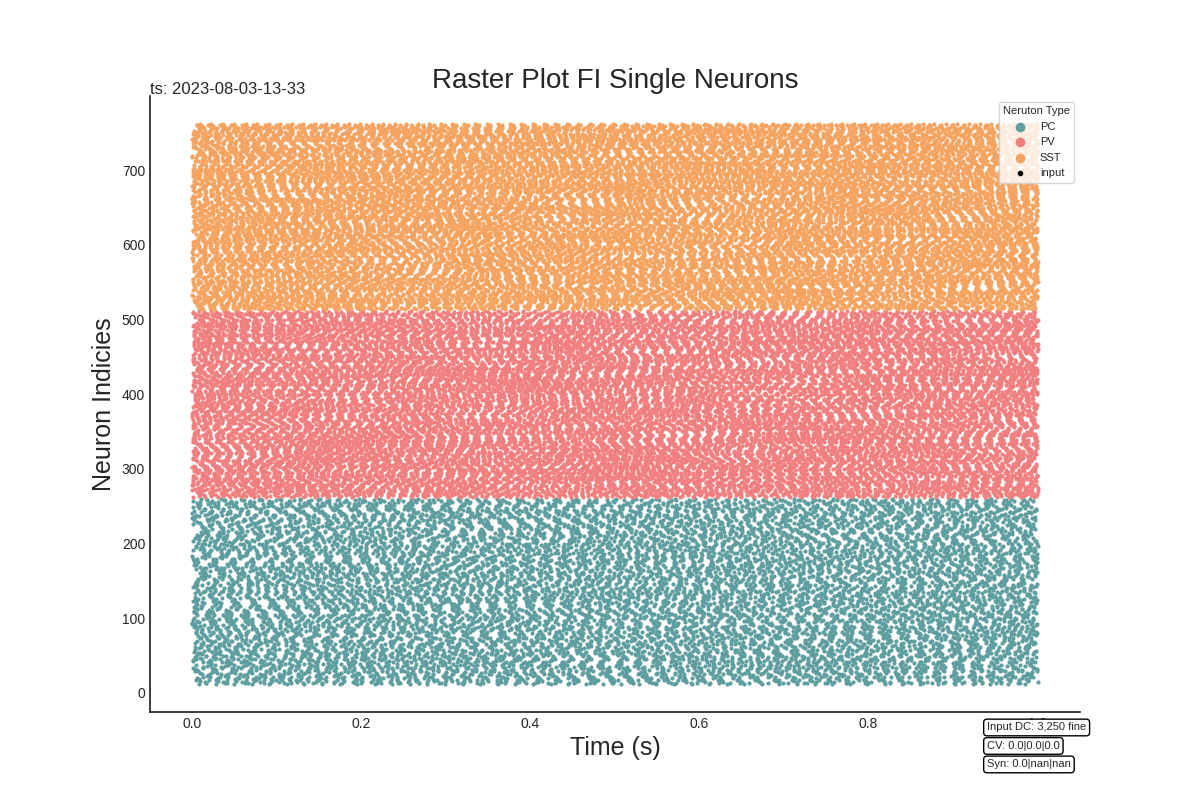 Raster Plot FI Single Neurons
ts: 2023-08-03-13-33
Neruton Type
PC
PV
SST
input
Neuron Indicies
700
600
500
400
300
200
100
0
0.0
0.2
0.4
0.6
0.8
Time (s)
Input DC: 3,250 fine
CV: 0.0|0.0|0.0
Syn: 0.0|nan|nan